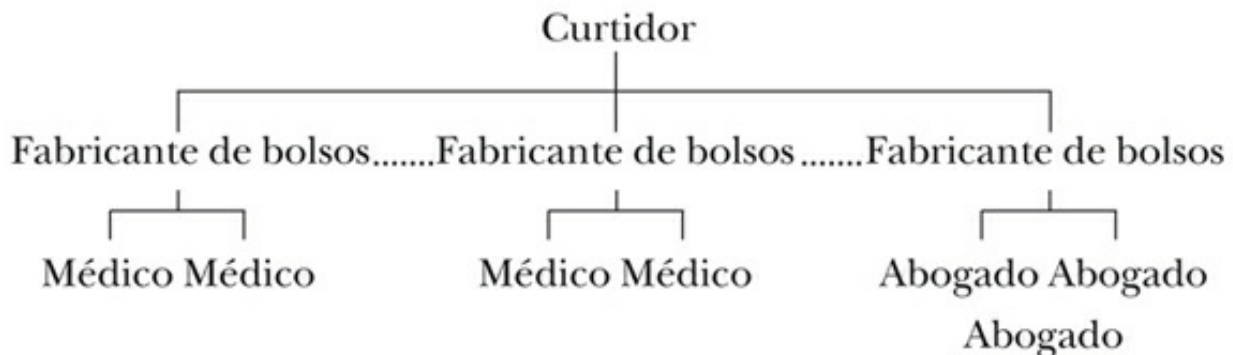 Curtidor
Fabricante de bolsos.......Fabricante de bolsos.......Fabricante de bolsos
Médico Médico Médico Médico Abogado Abogado
Abogado